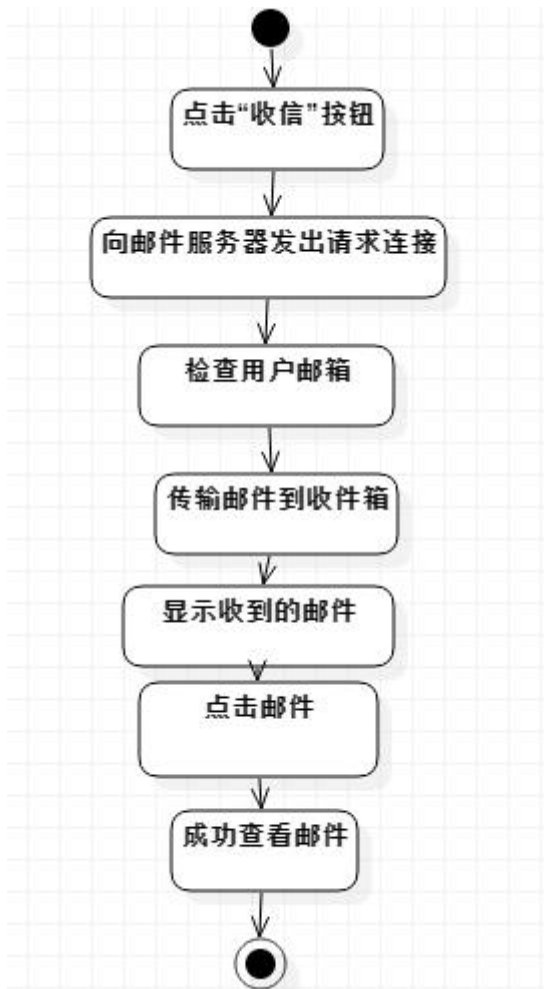 点击“收信”按钮
向邮件服务器发出请求连接
检查用户邮箱
传输邮件到收件箱
显示收到的邮件
点击邮件
成功查看邮件